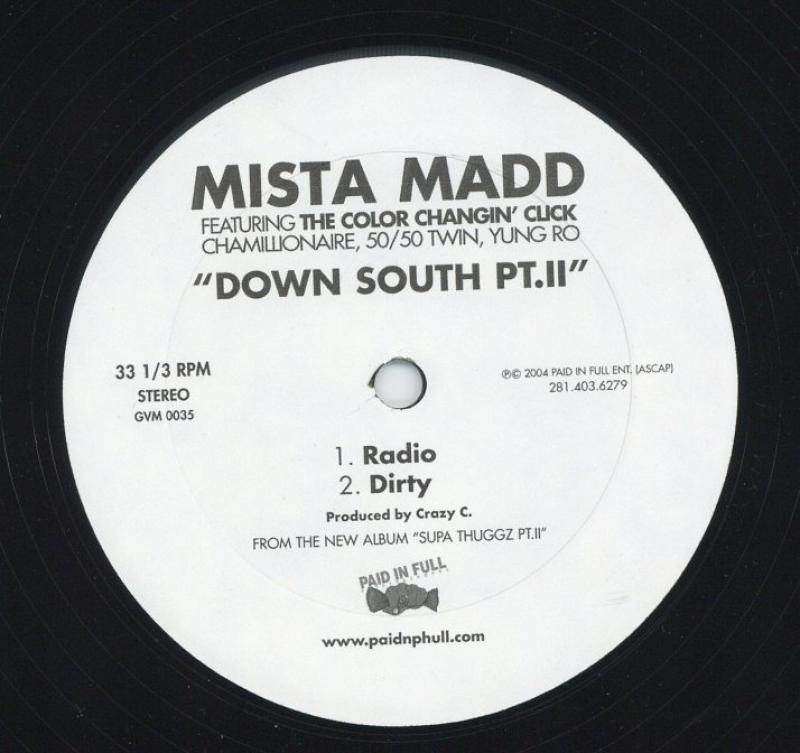 MISTA MADD
FEATURING THE COLOR CHANGIN' CLICK
CHAMILLIONAIRE, 50/50 TWIN, YUNG RO
"DOWN SOUTH PT.II"
33 1/3 RPM
STEREO
GVM 0035
℗© 2004 PAID IN FULL ENT. (ASCAP)
281.403.6279
1. Radio
2. Dirty
Produced by Crazy C.
FROM THE NEW ALBUM "SUPA THUGGZ PT.II"
PAID IN FULL
www.paidnphull.com